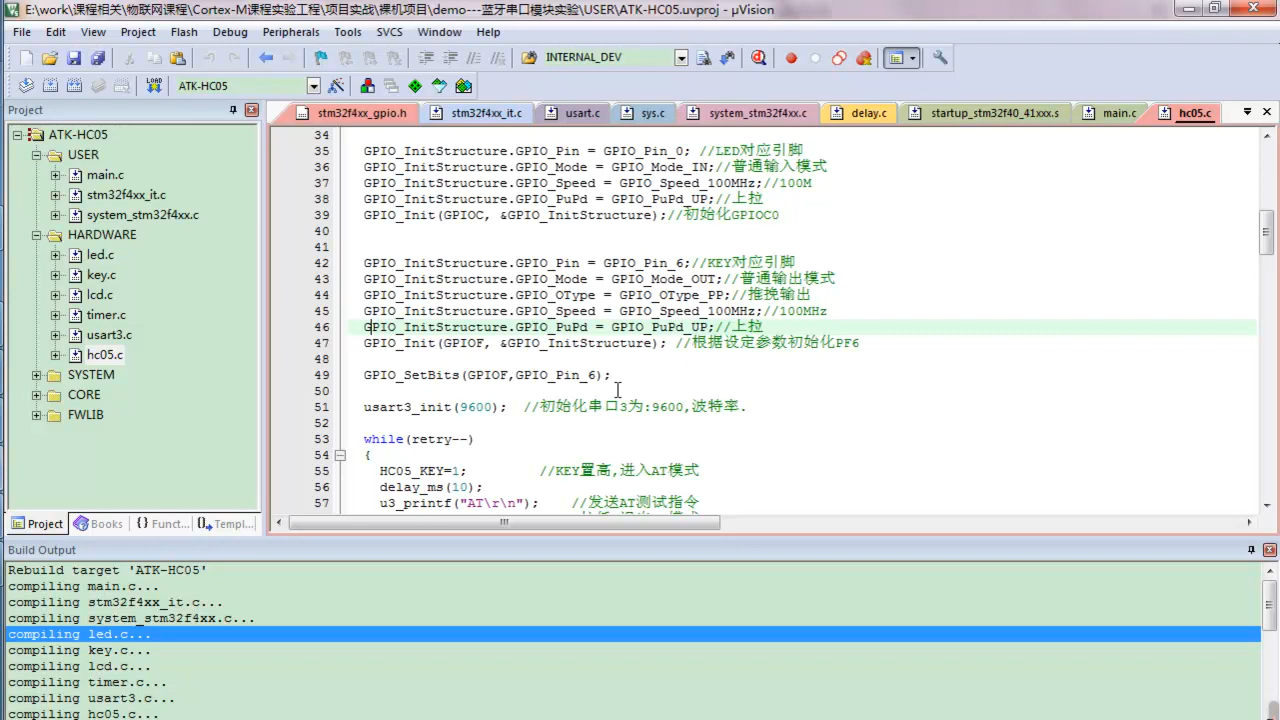 E:\work\课程相关\物联网课程\Cortex-M课程实验工程\项目实战\裸机项目\demo---蓝牙串口模块实验\USER\ATK-HC05.uvproj - µVision
File Edit View Project Flash Debug Peripherals Tools SVCS Window Help
INTERNAL_DEV
LOAD ATK-HC05
Project
stm32f4xx_gpio.h stm32f4xx_it.c usart.c sys.c system_stm32f4xx.c delay.c startup_stm32f40_41xxx.s main.c hc05.c
ATK-HC05
USER
main.c
stm32f4xx_it.c
system_stm32f4xx.c
HARDWARE
led.c
key.c
lcd.c
timer.c
usart3.c
hc05.c
SYSTEM
CORE
FWLIB
34
35 GPIO_InitStructure.GPIO_Pin = GPIO_Pin_0; //LED对应引脚
36 GPIO_InitStructure.GPIO_Mode = GPIO_Mode_IN;//普通输入模式
37 GPIO_InitStructure.GPIO_Speed = GPIO_Speed_100MHz;//100M
38 GPIO_InitStructure.GPIO_PuPd = GPIO_PuPd_UP;//上拉
39 GPIO_Init(GPIOC, &GPIO_InitStructure);//初始化GPIOC0
40
41
42 GPIO_InitStructure.GPIO_Pin = GPIO_Pin_6;//KEY对应引脚
43 GPIO_InitStructure.GPIO_Mode = GPIO_Mode_OUT;//普通输出模式
44 GPIO_InitStructure.GPIO_OType = GPIO_OType_PP;//推挽输出
45 GPIO_InitStructure.GPIO_Speed = GPIO_Speed_100MHz;//100MHz
46 GPIO_InitStructure.GPIO_PuPd = GPIO_PuPd_UP;//上拉
47 GPIO_Init(GPIOF, &GPIO_InitStructure); //根据设定参数初始化PF6
48
49 GPIO_SetBits(GPIOF,GPIO_Pin_6);
50
51 usart3_init(9600); //初始化串口3为:9600,波特率.
52
53 while(retry--)
54 {
55 HC05_KEY=1; //KEY置高,进入AT模式
56 delay_ms(10);
57 u3_printf("AT\r\n"); //发送AT测试指令
Project Books {} Funct... Templ...
Build Output
Rebuild target 'ATK-HC05'
compiling main.c...
compiling stm32f4xx_it.c...
compiling system_stm32f4xx.c...
compiling led.c...
compiling key.c...
compiling lcd.c...
compiling timer.c...
compiling usart3.c...
compiling hc05.c...